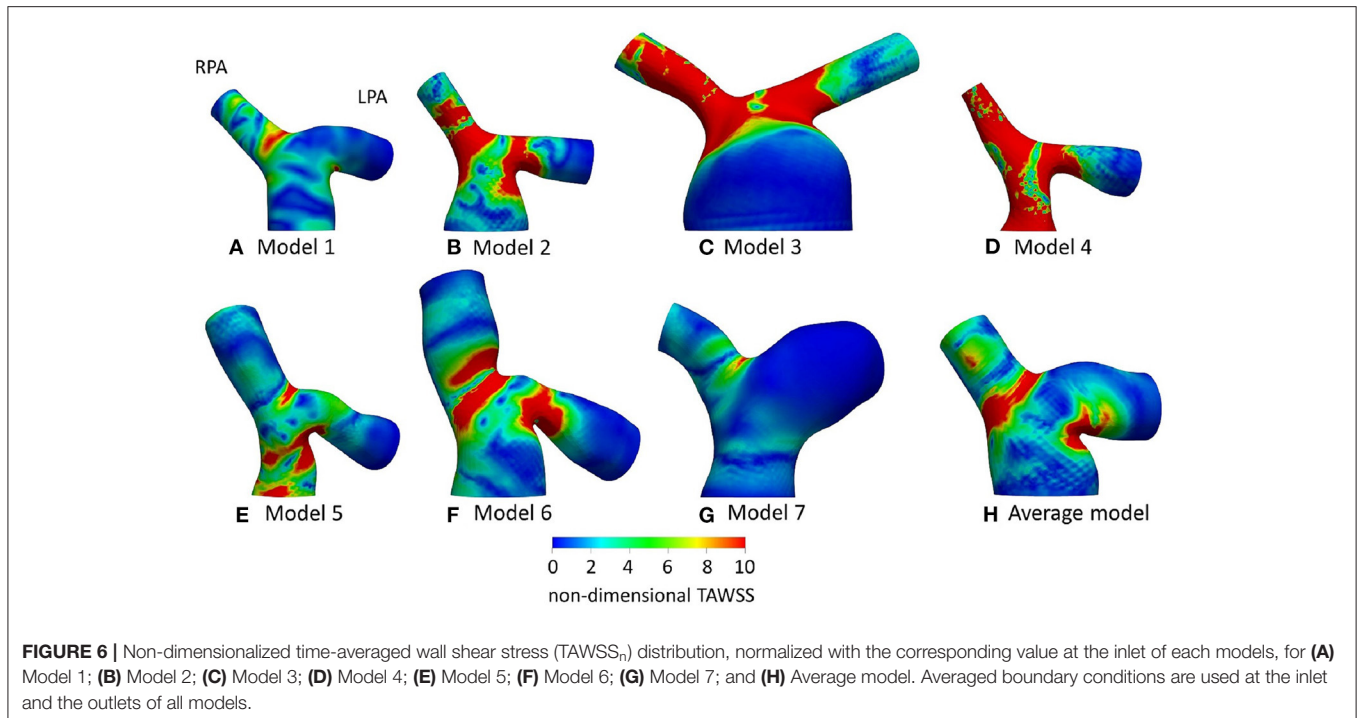 RPA
LPA
A Model 1
B Model 2
C Model 3
D Model 4
E Model 5
F Model 6
G Model 7
H Average model
0 2 4 6 8 10
non-dimensional TAWSS
FIGURE 6 | Non-dimensionalized time-averaged wall shear stress (TAWSSn) distribution, normalized with the corresponding value at the inlet of each models, for (A)
Model 1; (B) Model 2; (C) Model 3; (D) Model 4; (E) Model 5; (F) Model 6; (G) Model 7; and (H) Average model. Averaged boundary conditions are used at the inlet
and the outlets of all models.